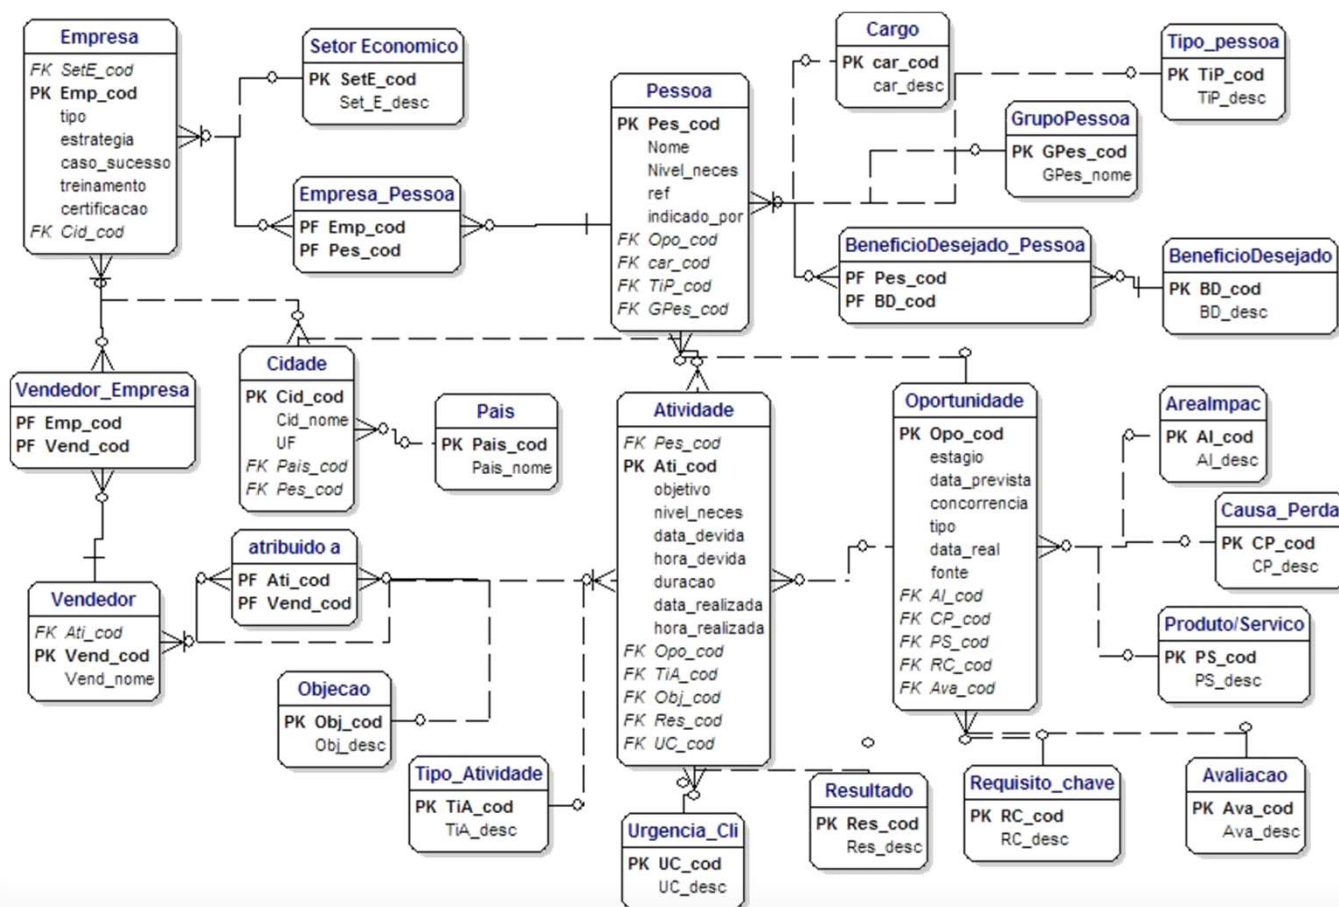 Empresa
FK SetE_cod
PK Emp_cod
tipo
estrategia
caso_sucesso
treinamento
certificacao
FK Cid_cod
Setor Economico
PK SetE_cod
Set_E_desc
Empresa_Pessoa
PF Emp_cod
PF Pes_cod
Pessoa
PK Pes_cod
Nome
Nivel_neces
ref
indicado_por
FK Opo_cod
FK car_cod
FK TiP_cod
FK GPes_cod
Cargo
PK car_cod
car_desc
Tipo_pessoa
PK TiP_cod
TiP_desc
GrupoPessoa
PK GPes_cod
GPes_nome
BeneficioDesejado_Pessoa
PF Pes_cod
PF BD_cod
BeneficioDesejado
PK BD_cod
BD_desc
Vendedor_Empresa
PF Emp_cod
PF Vend_cod
Cidade
PK Cid_cod
Cid_nome
UF
FK Pais_cod
FK Pes_cod
Pais
PK Pais_cod
Pais_nome
Atividade
FK Pes_cod
PK Ati_cod
objetivo
nivel_neces
data_devida
hora_devida
duracao
data_realizada
hora_realizada
FK Opo_cod
FK TiA_cod
FK Obj_cod
FK Res_cod
FK UC_cod
Oportunidade
PK Opo_cod
estagio
data_prevista
concorrencia
tipo
data_real
fonte
FK AI_cod
FK CP_cod
FK PS_cod
FK RC_cod
FK Ava_cod
AreaImpac
PK AI_cod
AI_desc
Causa_Perda
PK CP_cod
CP_desc
Produto/Servico
PK PS_cod
PS_desc
atribuido a
PF Ati_cod
PF Vend_cod
Vendedor
FK Ati_cod
PK Vend_cod
Vend_nome
Objecao
PK Obj_cod
Obj_desc
Tipo_Atividade
PK TiA_cod
TiA_desc
Urgencia_Cli
PK UC_cod
UC_desc
Resultado
PK Res_cod
Res_desc
Requisito_chave
PK RC_cod
RC_desc
Avaliacao
PK Ava_cod
Ava_desc